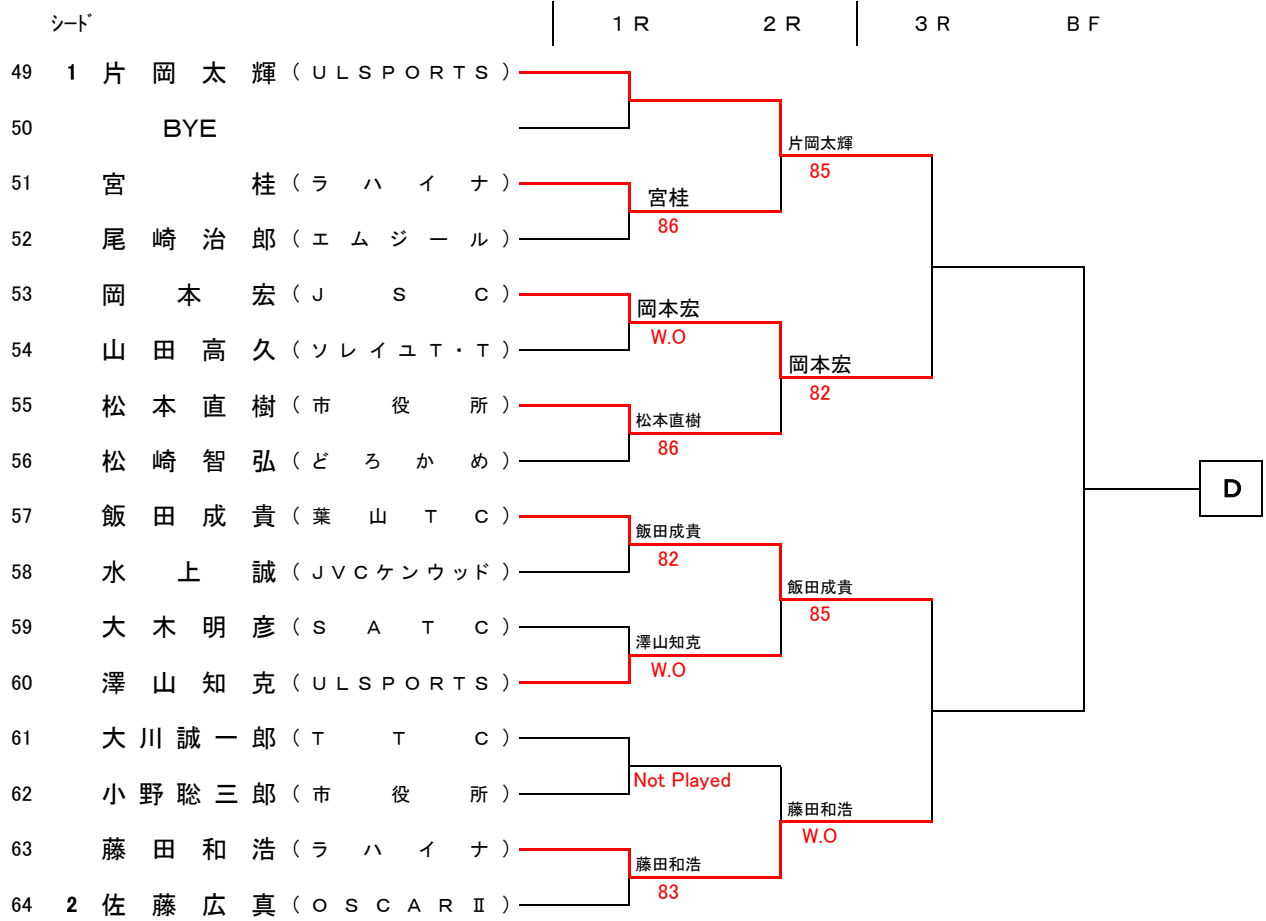 シード 1R 2R 3R BF
49 1 片岡太輝 (ULSPORTS)
50 BYE
片岡太輝
85
51 宮桂 (ラハイナ)
宮桂
86
52 尾崎治郎 (エムジール)
53 岡本宏 (JSC)
岡本宏
W.O
54 山田高久 (ソレイユT・T)
岡本宏
82
55 松本直樹 (市役所)
松本直樹
86
56 松崎智弘 (どろかめ)
D
57 飯田成貴 (葉山TC)
飯田成貴
82
58 水上誠 (JVCケンウッド)
飯田成貴
85
59 大木明彦 (SATC)
澤山知克
W.O
60 澤山知克 (ULSPORTS)
61 大川誠一郎 (TTC)
Not Played
62 小野聡三郎 (市役所)
藤田和浩
W.O
63 藤田和浩 (ラハイナ)
藤田和浩
83
64 2 佐藤広真 (OSCARⅡ)